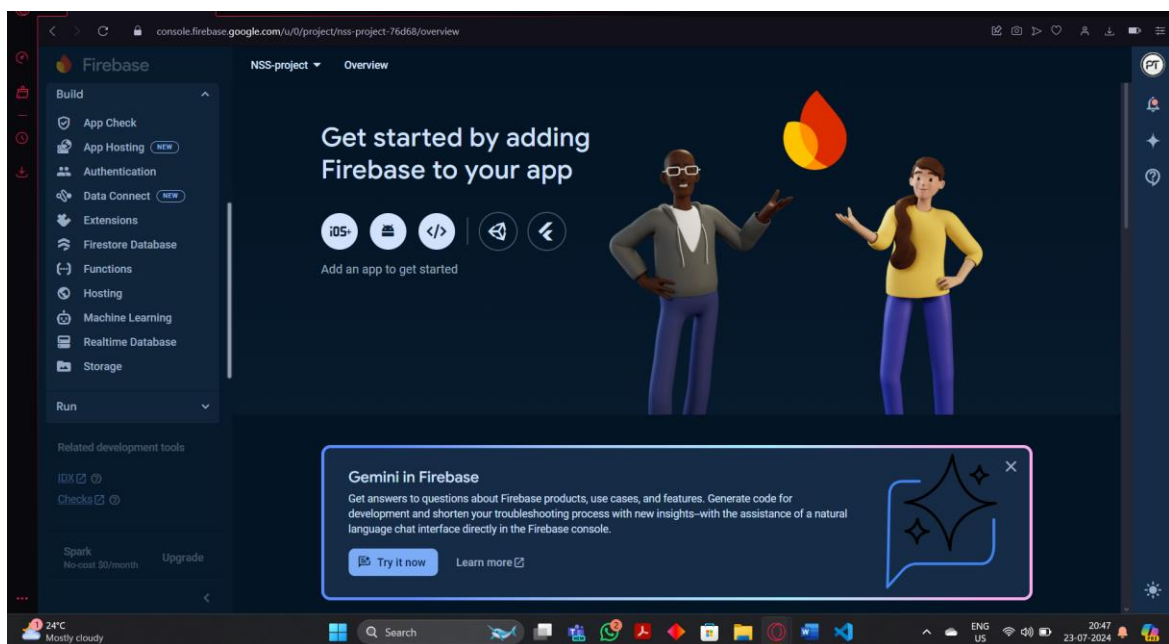 console.firebase.google.com/u/0/project/nss-project-76d68/overview
Firebase
NSS-project
Overview
PT
Build
App Check
App Hosting NEW
Authentication
Data Connect NEW
Extensions
Firestore Database
Functions
Hosting
Machine Learning
Realtime Database
Storage
Run
Related development tools
IDX
Checks
Spark
No-cost $0/month
Upgrade
Get started by adding
Firebase to your app
iOS+
Add an app to get started
Gemini in Firebase
Get answers to questions about Firebase products, use cases, and features. Generate code for
development and shorten your troubleshooting process with new insights–with the assistance of a natural
language chat interface directly in the Firebase console.
Try it now
Learn more
1
24°C
Mostly cloudy
Search
2
ENG
US
20:47
23-07-2024